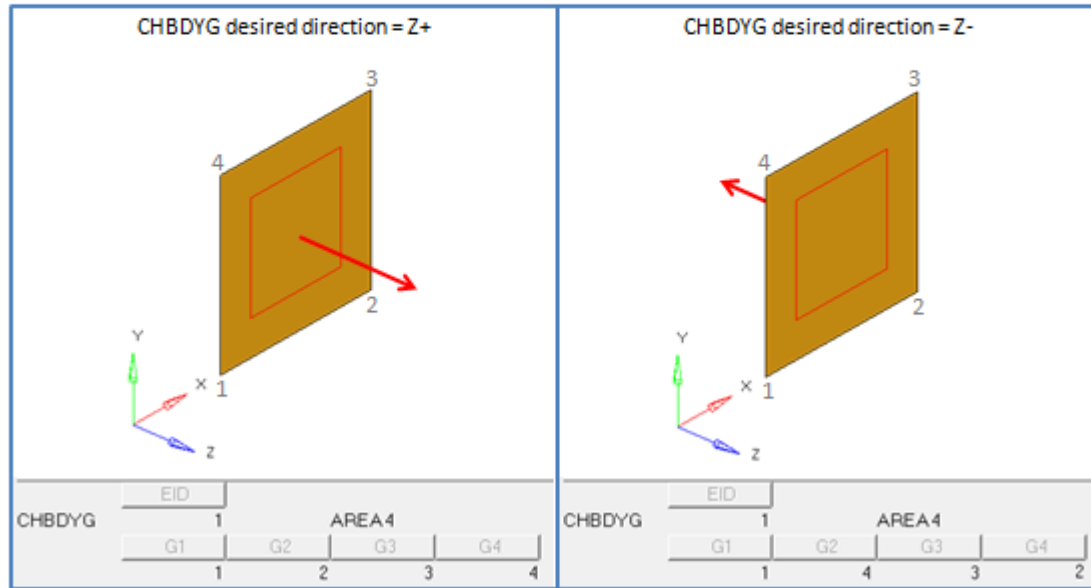 CHBDYG desired direction = Z+
3
4
2
Y
X
1
Z
EID
CHBDYG 1 AREA4
G1 G2 G3 G4
1 2 3 4
CHBDYG desired direction = Z-
3
4
2
Y
X
1
Z
EID
1 AREA4
G1 G2 G3 G4
1 4 3 2